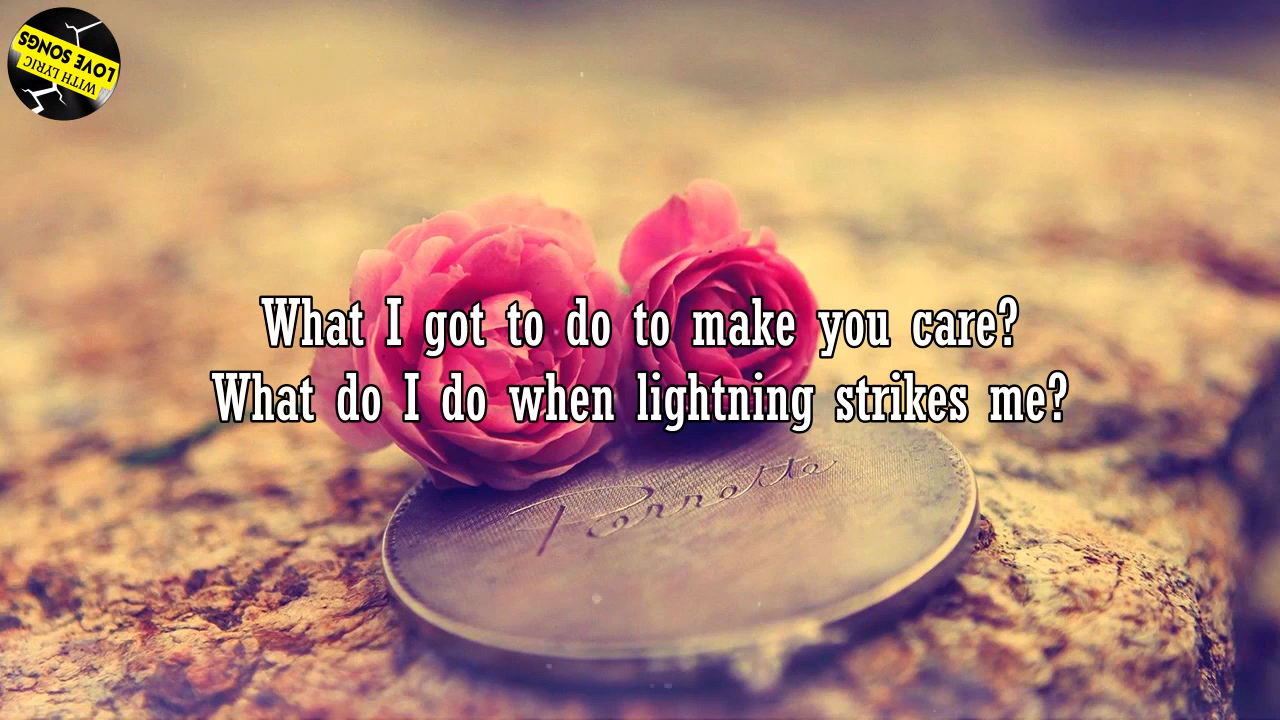 LOVE SONGS
WITH LYRIC
What I got to do to make you care?
What do I do when lightning strikes me?